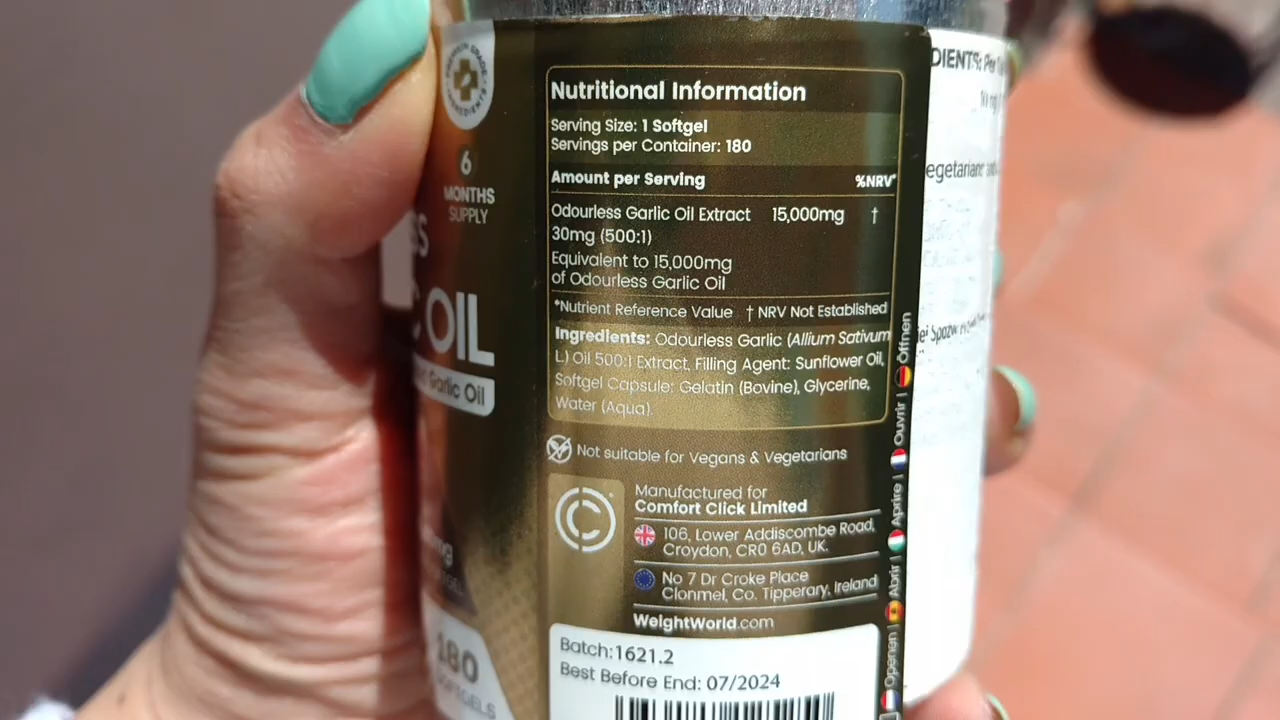 PREMIUM GRADE
INGREDIENTS
6
MONTHS
SUPPLY
OIL
Garlic Oil
180
SOFTGELS
Nutritional Information
Serving Size: 1 Softgel
Servings per Container: 180
Amount per Serving %NRV*
Odourless Garlic Oil Extract 15,000mg †
30mg (500:1)
Equivalent to 15,000mg
of Odourless Garlic Oil
*Nutrient Reference Value † NRV Not Established
Ingredients: Odourless Garlic (Allium Sativum
L.) Oil 500:1 Extract, Filling Agent: Sunflower Oil,
Softgel Capsule: Gelatin (Bovine), Glycerine,
Water (Aqua).
Not suitable for Vegans & Vegetarians
Manufactured for
Comfort Click Limited
106, Lower Addiscombe Road,
Croydon, CR0 6AD, UK.
No 7 Dr Croke Place
Clonmel, Co. Tipperary, Ireland
WeightWorld.com
Batch:1621.2
Best Before End: 07/2024
Openen | Abrir | Aprire | Ouvrir | Öffnen